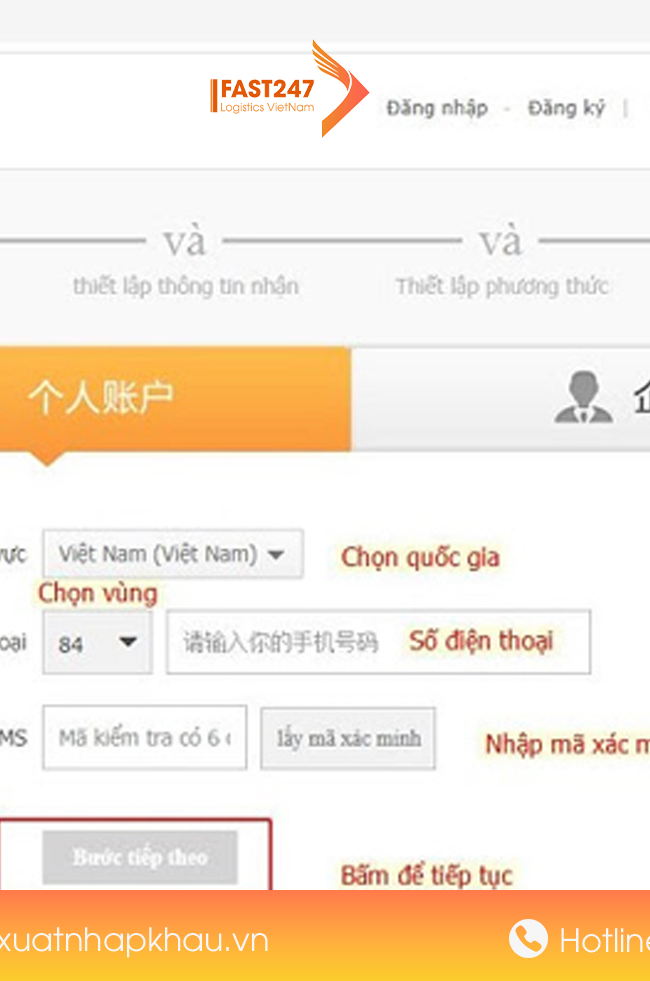 FAST247
Logistics VietNam
Đăng nhập - Đăng ký |
và và
thiết lập thông tin nhận Thiết lập phương thức
个人账户
Việt Nam (Việt Nam) Chọn quốc gia
Chọn vùng
84 请输入你的手机号码 Số điện thoại
MS Mã kiểm tra có 6 lấy mã xác minh Nhập mã xác
Bước tiếp theo
Bấm để tiếp tục
xuatnhapkhau.vn Hotline